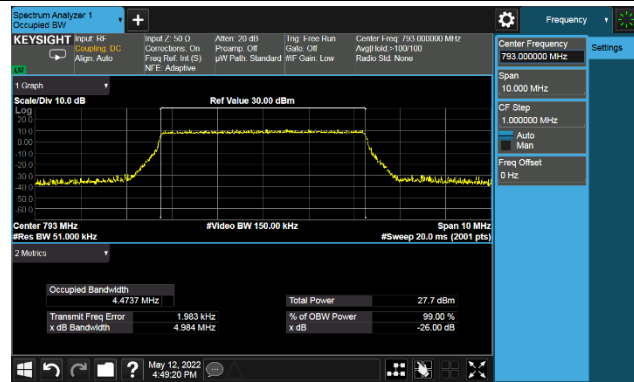 Spectrum Analyzer 1
Occupied BW
Frequency
KEYSIGHT
Input: RF
Coupling: DC
Align: Auto
Input Z: 50 Ω
Corrections: On
Freq Ref: Int (S)
NFE: Adaptive
Atten: 20 dB
Preamp: Off
µW Path: Standard
Trig: Free Run
Gate: Off
#IF Gain: Low
Center Freq: 793.000000 MHz
Avg|Hold:>100/100
Radio Std: None
Center Frequency
793.000000 MHz
Settings
Span
10.000 MHz
CF Step
1.000000 MHz
Auto
Man
Freq Offset
0 Hz
1 Graph
Scale/Div 10.0 dB
Ref Value 30.00 dBm
Log
20.0
10.0
0.00
-10.0
-20.0
-30.0
-40.0
-50.0
-60.0
Center 793 MHz
#Video BW 150.00 kHz
Span 10 MHz
#Res BW 51.000 kHz
#Sweep 20.0 ms (2001 pts)
2 Metrics
Occupied Bandwidth
4.4737 MHz
Total Power
27.7 dBm
Transmit Freq Error
1.983 kHz
% of OBW Power
99.00 %
x dB Bandwidth
4.984 MHz
x dB
-26.00 dB
?
May 12, 2022
4:49:20 PM